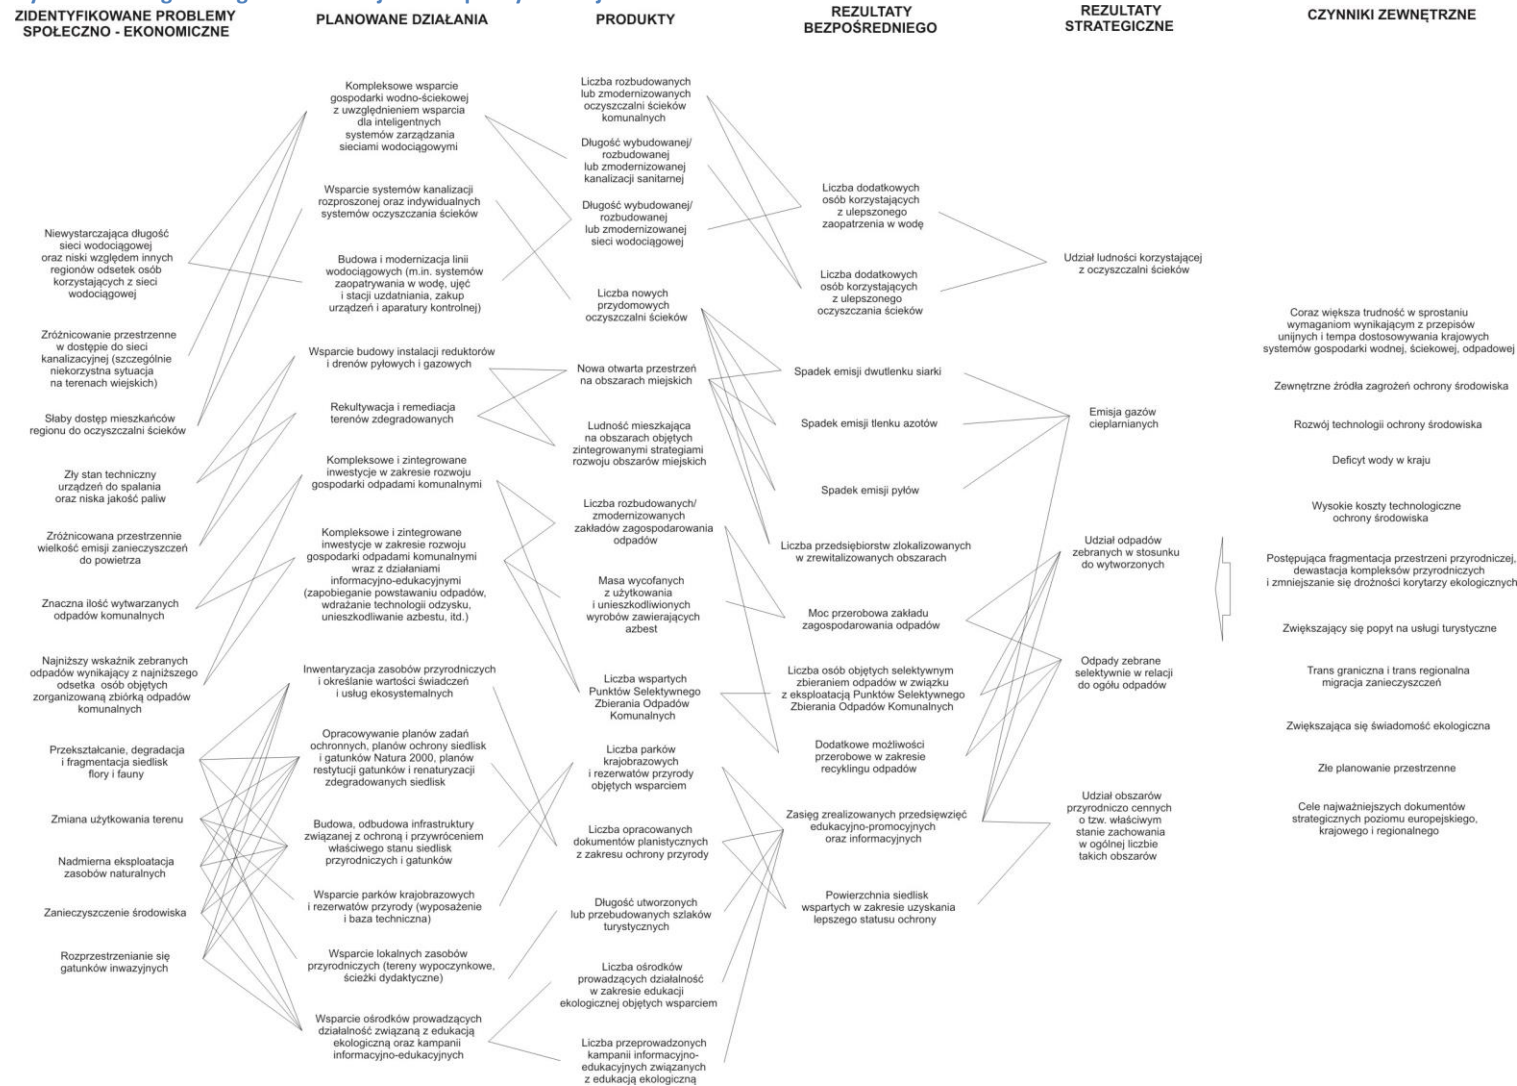 ZIDENTYFIKOWANE PROBLEMY
SPOŁECZNO - EKONOMICZNE
Niewystarczająca długość
sieci wodociągowej
oraz niski względem innych
regionów odsetek osób
korzystających z sieci
wodociągowej
Zróżnicowanie przestrzenne
w dostępie do sieci
kanalizacyjnej (szczególnie
niekorzystna sytuacja
na terenach wiejskich)
Słaby dostęp mieszkańców
regionu do oczyszczalni ścieków
Zły stan techniczny
urządzeń do spalania
oraz niska jakość paliw
Zróżnicowana przestrzennie
wielkość emisji zanieczyszczeń
do powietrza
Znaczna ilość wytwarzanych
odpadów komunalnych
Najniższy wskaźnik zebranych
odpadów wynikający z najniższego
odsetka osób objętych
zorganizowaną zbiórką odpadów
komunalnych
Przekształcanie, degradacja
i fragmentacja siedlisk
flory i fauny
Zmiana użytkowania terenu
Nadmierna eksploatacja
zasobów naturalnych
Zanieczyszczenie środowiska
Rozprzestrzenianie się
gatunków inwazyjnych
PLANOWANE DZIAŁANIA
Kompleksowe wsparcie
gospodarki wodno-ściekowej
z uwzględnieniem wsparcia
dla inteligentnych
systemów zarządzania
sieciami wodociągowymi
Wsparcie systemów kanalizacji
rozproszonej oraz indywidualnych
systemów oczyszczania ścieków
Budowa i modernizacja linii
wodociągowych (m.in. systemów
zaopatrywania w wodę, ujęć
i stacji uzdatniania, zakup
urządzeń i aparatury kontrolnej)
Wsparcie budowy instalacji reduktorów
i drenów pyłowych i gazowych
Rekultywacja i remediacja
terenów zdegradowanych
Kompleksowe i zintegrowane
inwestycje w zakresie rozwoju
gospodarki odpadami komunalnymi
Kompleksowe i zintegrowane
inwestycje w zakresie rozwoju
gospodarki odpadami komunalnymi
wraz z działaniami
informacyjno-edukacyjnymi
(zapobieganie powstawaniu odpadów,
wdrażanie technologii odzysku,
unieszkodliwianie azbestu, itd.)
Inwentaryzacja zasobów przyrodniczych
i określanie wartości świadczeń
i usług ekosystemalnych
Opracowywanie planów zadań
ochronnych, planów ochrony siedlisk
i gatunków Natura 2000, planów
restytucji gatunków i renaturyzacji
zdegradowanych siedlisk
Budowa, odbudowa infrastruktury
związanej z ochroną i przywróceniem
właściwego stanu siedlisk
przyrodniczych i gatunków
Wsparcie parków krajobrazowych
i rezerwatów przyrody (wyposażenie
i baza techniczna)
Wsparcie lokalnych zasobów
przyrodniczych (tereny wypoczynkowe,
ścieżki dydaktyczne)
Wsparcie ośrodków prowadzących
działalność związaną z edukacją
ekologiczną oraz kampanii
informacyjno-edukacyjnych
PRODUKTY
Liczba rozbudowanych
lub zmodernizowanych
oczyszczalni ścieków
komunalnych
Długość wybudowanej/
rozbudowanej
lub zmodernizowanej
kanalizacji sanitarnej
Długość wybudowanej/
rozbudowanej
lub zmodernizowanej
sieci wodociągowej
Liczba nowych
przydomowych
oczyszczalni ścieków
Nowa otwarta przestrzeń
na obszarach miejskich
Ludność mieszkająca
na obszarach objętych
zintegrowanymi strategiami
rozwoju obszarów miejskich
Liczba rozbudowanych/
zmodernizowanych
zakładów zagospodarowania
odpadów
Masa wycofanych
z użytkowania
i unieszkodliwionych
wyrobów zawierających
azbest
Liczba wspartych
Punktów Selektywnego
Zbierania Odpadów
Komunalnych
Liczba parków
krajobrazowych
i rezerwatów przyrody
objętych wsparciem
Liczba opracowanych
dokumentów planistycznych
z zakresu ochrony przyrody
Długość utworzonych
lub przebudowanych szlaków
turystycznych
Liczba ośrodków
prowadzących działalność
w zakresie edukacji
ekologicznej objętych wsparciem
Liczba przeprowadzonych
kampanii informacyjno-
edukacyjnych związanych
z edukacją ekologiczną
REZULTATY
BEZPOŚREDNIEGO
Liczba dodatkowych
osób korzystających
z ulepszonego
zaopatrzenia w wodę
Liczba dodatkowych
osób korzystających
z ulepszonego
oczyszczania ścieków
Spadek emisji dwutlenku siarki
Spadek emisji tlenku azotów
Spadek emisji pyłów
Liczba przedsiębiorstw zlokalizowanych
w zrewitalizowanych obszarach
Moc przerobowa zakładu
zagospodarowania odpadów
Liczba osób objętych selektywnym
zbieraniem odpadów w związku
z eksploatacją Punktów Selektywnego
Zbierania Odpadów Komunalnych
Dodatkowe możliwości
przerobowe w zakresie
recyklingu odpadów
Zasięg zrealizowanych przedsięwzięć
edukacyjno-promocyjnych
oraz informacyjnych
Powierzchnia siedlisk
wspartych w zakresie uzyskania
lepszego statusu ochrony
REZULTATY
STRATEGICZNE
Udział ludności korzystającej
z oczyszczalni ścieków
Emisja gazów
cieplarnianych
Udział odpadów
zebranych w stosunku
do wytworzonych
Odpady zebrane
selektywnie w relacji
do ogółu odpadów
Udział obszarów
przyrodniczo cennych
o tzw. właściwym
stanie zachowania
w ogólnej liczbie
takich obszarów
CZYNNIKI ZEWNĘTRZNE
Coraz większa trudność w sprostaniu
wymaganiom wynikającym z przepisów
unijnych i tempa dostosowywania krajowych
systemów gospodarki wodnej, ściekowej, odpadowej
Zewnętrzne źródła zagrożeń ochrony środowiska
Rozwój technologii ochrony środowiska
Deficyt wody w kraju
Wysokie koszty technologiczne
ochrony środowiska
Postępująca fragmentacja przestrzeni przyrodniczej,
dewastacja kompleksów przyrodniczych
i zmniejszanie się drożności korytarzy ekologicznych
Zwiększający się popyt na usługi turystyczne
Trans graniczna i trans regionalna
migracja zanieczyszczeń
Zwiększająca się świadomość ekologiczna
Złe planowanie przestrzenne
Cele najważniejszych dokumentów
strategicznych poziomu europejskiego,
krajowego i regionalnego